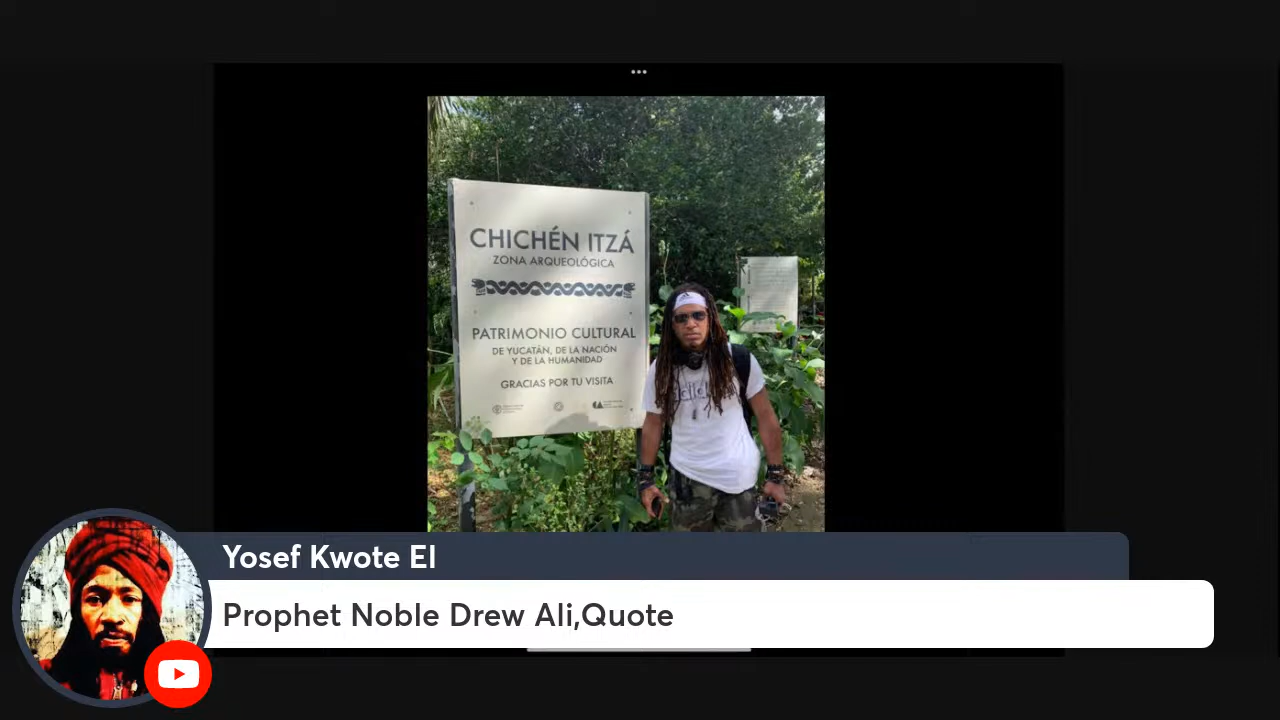 CHICHÉN ITZÁ
ZONA ARQUEOLÓGICA
PATRIMONIO CULTURAL
DE YUCATÁN, DE LA NACIÓN
Y DE LA HUMANIDAD
GRACIAS POR TU VISITA
Yosef Kwote El
Prophet Noble Drew Ali,Quote